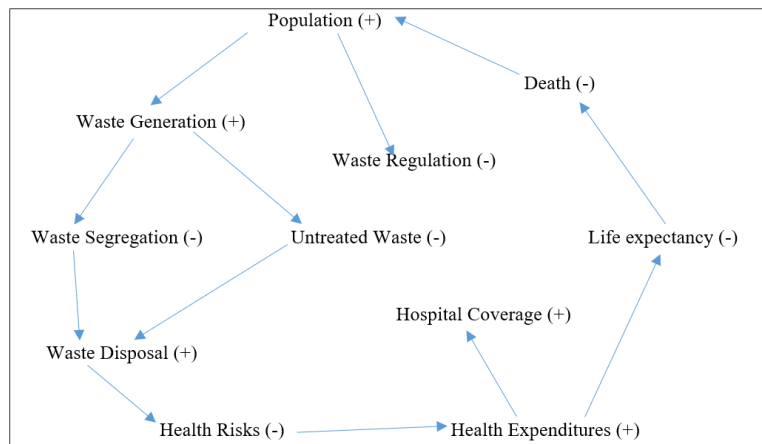 Population (+)
Death (-)
Waste Generation (+)
Waste Regulation (-)
Waste Segregation (-)
Untreated Waste (-)
Life expectancy (-)
Hospital Coverage (+)
Waste Disposal (+)
Health Risks (-)
Health Expenditures (+)